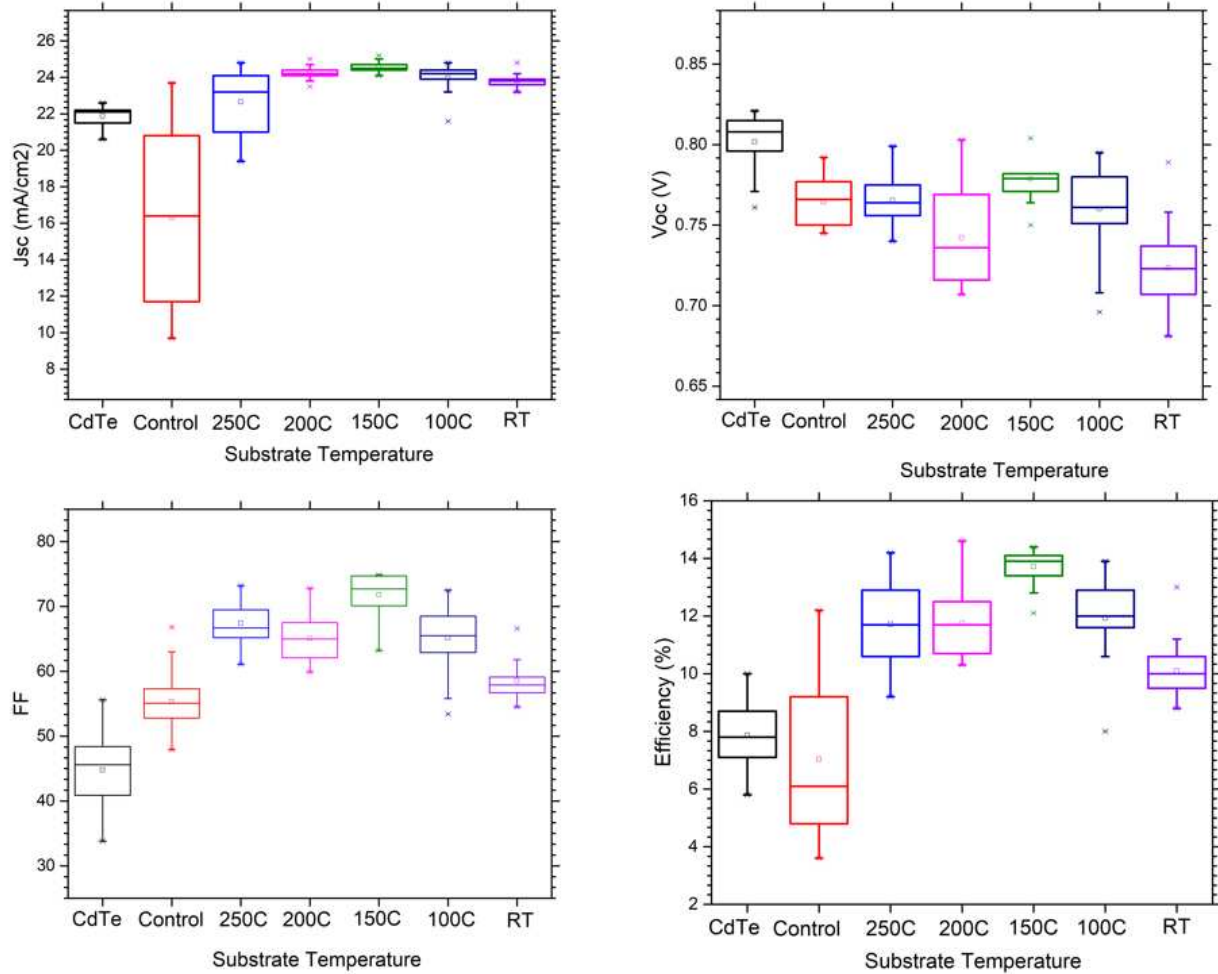 26
24
22
20
18
16
14
12
10
8
Jsc (mA/cm2)
CdTe Control 250C 200C 150C 100C RT
Substrate Temperature
0.85
0.80
0.75
0.70
0.65
Voc (V)
CdTe Control 250C 200C 150C 100C RT
Substrate Temperature
80
70
60
50
40
30
FF
CdTe Control 250C 200C 150C 100C RT
Substrate Temperature
16
14
12
10
8
6
4
2
Efficiency (%)
CdTe Control 250C 200C 150C 100C RT
Substrate Temperature